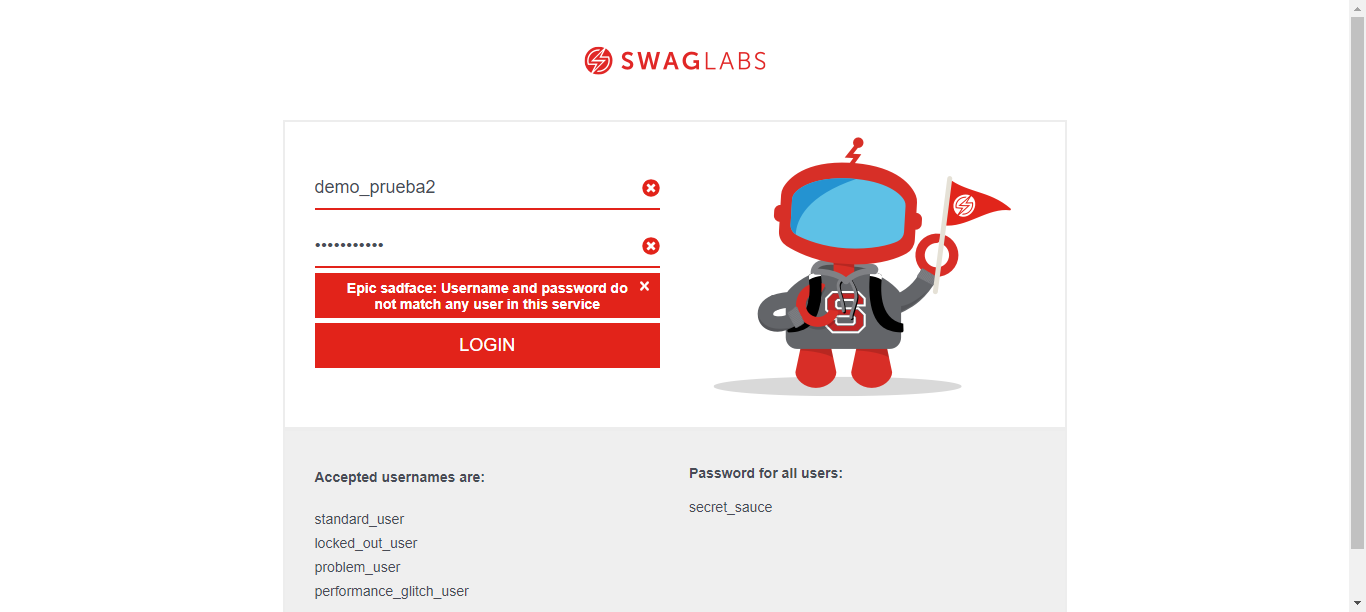 SWAGLABS
demo_prueba2
•••••••••••
Epic sadface: Username and password do
not match any user in this service
LOGIN
S
Accepted usernames are:
standard_user
locked_out_user
problem_user
performance_glitch_user
Password for all users:
secret_sauce